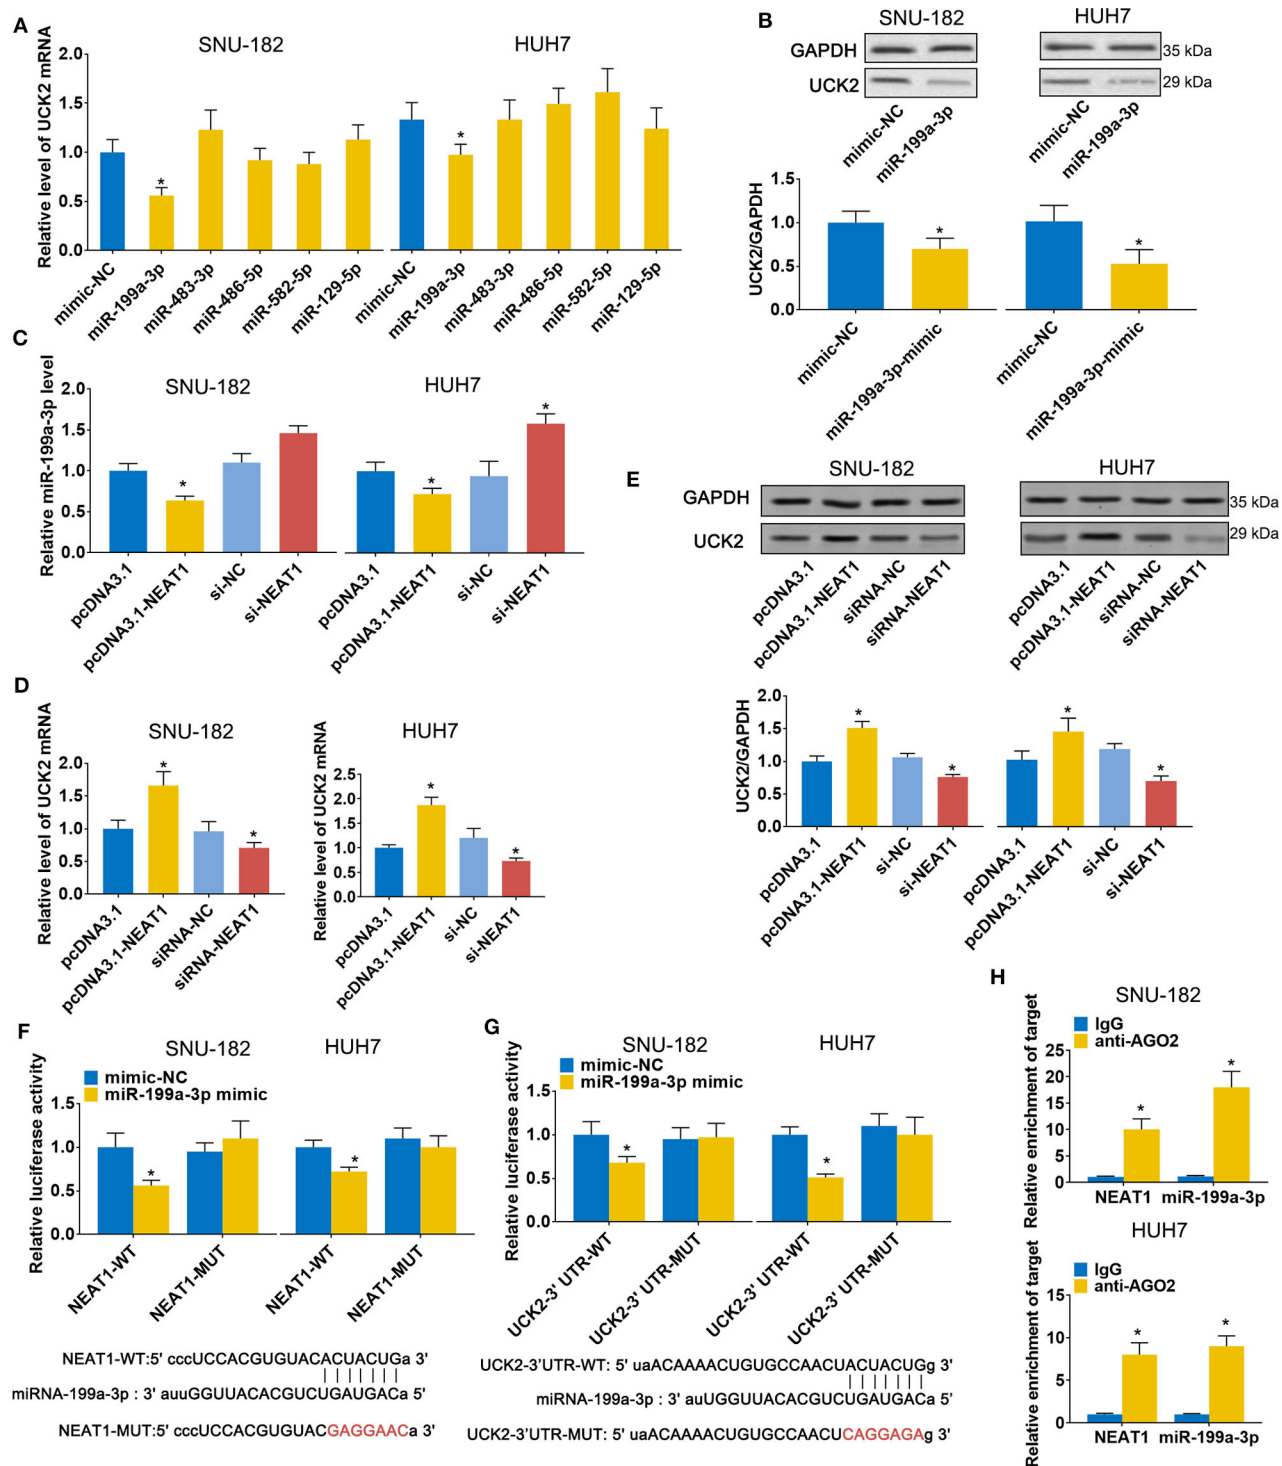 A
SNU-182
HUH7
Relative level of UCK2 mRNA
2.0
1.5
1.0
0.5
0.0
*
*
mimic-NC
miR-199a-3p
miR-483-3p
miR-486-5p
miR-582-5p
miR-129-5p
mimic-NC
miR-199a-3p
miR-483-3p
miR-486-5p
miR-582-5p
miR-129-5p
B
SNU-182
HUH7
GAPDH
35 kDa
UCK2
29 kDa
mimic-NC
miR-199a-3p
mimic-NC
miR-199a-3p
UCK2/GAPDH
1.5
1.0
0.5
0.0
*
*
mimic-NC
miR-199a-3p-mimic
mimic-NC
miR-199a-3p-mimic
C
SNU-182
HUH7
Relative miR-199a-3p level
2.0
1.5
1.0
0.5
0.0
*
*
*
pcDNA3.1
pcDNA3.1-NEAT1
si-NC
si-NEAT1
pcDNA3.1
pcDNA3.1-NEAT1
si-NC
si-NEAT1
D
SNU-182
Relative level of UCK2 mRNA
2.0
1.5
1.0
0.5
0.0
*
*
pcDNA3.1
pcDNA3.1-NEAT1
siRNA-NC
siRNA-NEAT1
HUH7
Relative level of UCK2 mRNA
2.5
2.0
1.5
1.0
0.5
0.0
*
*
pcDNA3.1
pcDNA3.1-NEAT1
si-NC
si-NEAT1
E
SNU-182
HUH7
GAPDH
35 kDa
UCK2
29 kDa
pcDNA3.1
pcDNA3.1-NEAT1
siRNA-NC
siRNA-NEAT1
pcDNA3.1
pcDNA3.1-NEAT1
siRNA-NC
siRNA-NEAT1
UCK2/GAPDH
2.0
1.5
1.0
0.5
0.0
*
*
*
*
pcDNA3.1
pcDNA3.1-NEAT1
si-NC
si-NEAT1
pcDNA3.1
pcDNA3.1-NEAT1
si-NC
si-NEAT1
F
SNU-182
HUH7
mimic-NC
miR-199a-3p mimic
Relative luciferase activity
1.5
1.0
0.5
0.0
*
*
NEAT1-WT
NEAT1-MUT
NEAT1-WT
NEAT1-MUT
NEAT1-WT:5' cccUCCACGUGUACACUACUGa 3'
miRNA-199a-3p : 3' auuGGUUACACGUCUGAUGACa 5'
NEAT1-MUT:5' cccUCCACGUGUACGAGGAACa 3'
G
SNU-182
HUH7
mimic-NC
miR-199a-3p mimic
Relative luciferase activity
1.5
1.0
0.5
0.0
*
*
UCK2-3' UTR-WT
UCK2-3' UTR-MUT
UCK2-3' UTR-WT
UCK2-3' UTR-MUT
UCK2-3'UTR-WT: 5' uaACAAAACUGUGCCAACUACUACUGg 3'
miRNA-199a-3p : 3' auUGGUUACACGUCUGAUGACa 5'
UCK2-3'UTR-MUT: 5' uaACAAAACUGUGCCAACUCAGGAGAg 3'
H
SNU-182
IgG
anti-AGO2
Relative enrichment of target
25
20
15
10
5
0
*
*
NEAT1 miR-199a-3p
HUH7
IgG
anti-AGO2
Relative enrichment of target
15
10
5
0
*
*
NEAT1 miR-199a-3p